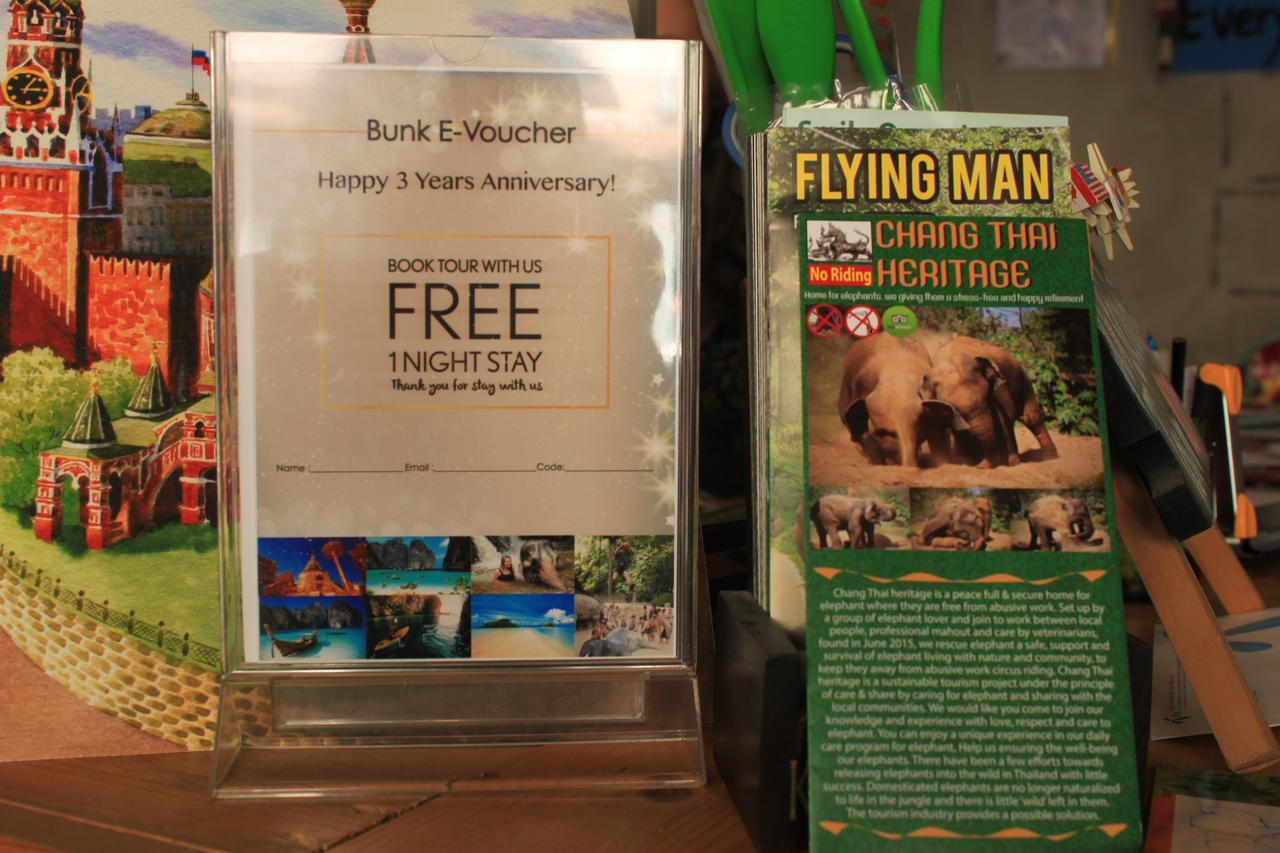 Bunk E-Voucher
Happy 3 Years Anniversary!
BOOK TOUR WITH US
FREE
1 NIGHT STAY
Thank you for stay with us
Name : Email : Code:
FLYING MAN
CHANG THAI
HERITAGE
No Riding
Home for elephants. we giving them a stress-free and happy retirement
Chang Thai heritage is a peace full & secure home for
elephant where they are free from abusive work. Set up by
a group of elephant lover and join to work between local
people, professional mahout and care by veterinarians,
found in June 2015, we rescue elephant a safe, support and
survival of elephant living with nature and community, to
keep they away from abusive work circus riding. Chang Thai
heritage is a sustainable tourism project under the principle
of care & share by caring for elephant and sharing with the
local communities. We would like you come to join our
knowledge and experience with love, respect and care to
elephant. You can enjoy a unique experience in our daily
care program for elephant, Help us ensuring the well-being
our elephants. There have been a few efforts towards
releasing elephants into the wild in Thailand with little
success. Domesticated elephants are no longer naturalized
to life in the jungle and there is little 'wild' left in them.
The tourism industry provides a possible solution.